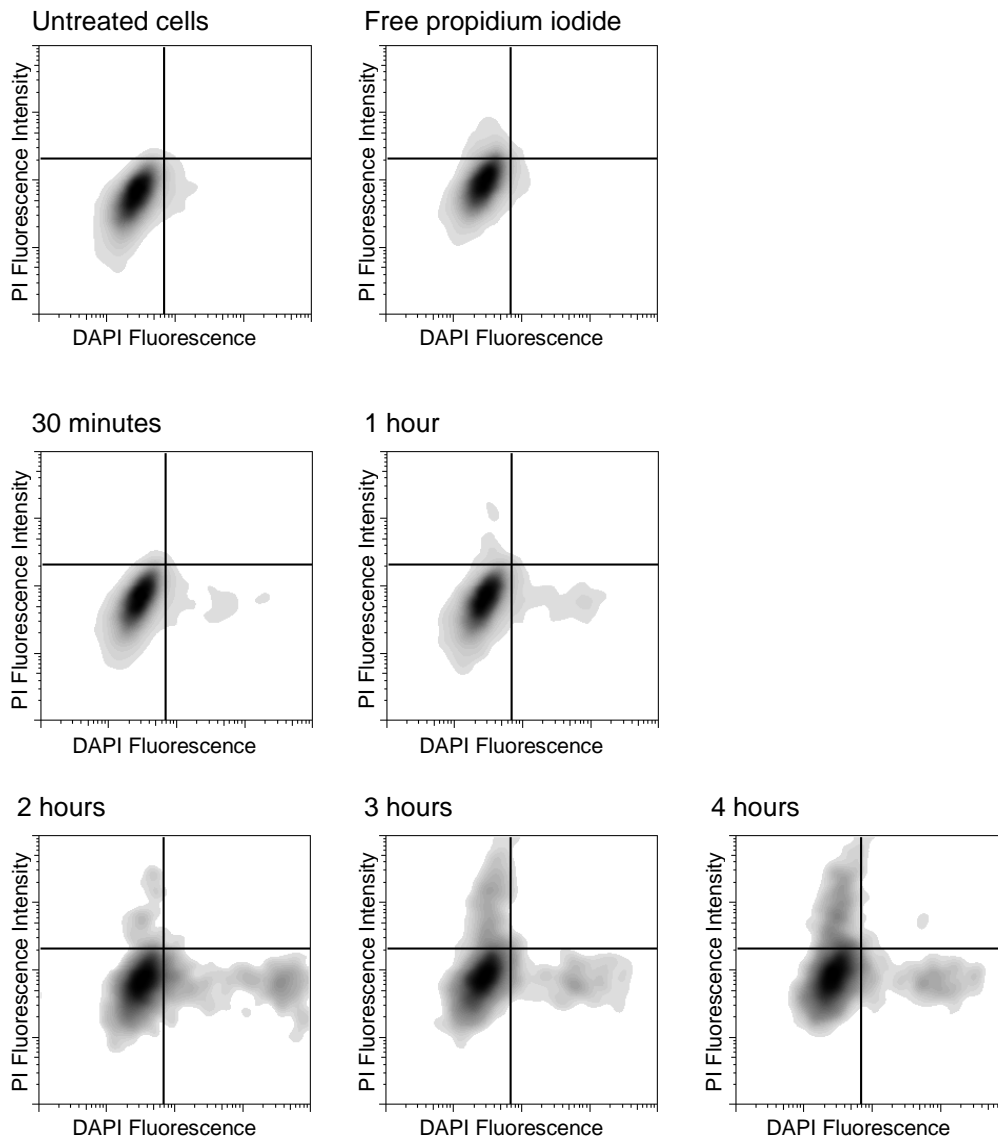 Untreated cells
Free propidium iodide
PI Fluorescence Intensity
DAPI Fluorescence
PI Fluorescence Intensity
DAPI Fluorescence
30 minutes
1 hour
PI Fluorescence Intensity
DAPI Fluorescence
PI Fluorescence Intensity
DAPI Fluorescence
2 hours
3 hours
4 hours
PI Fluorescence Intensity
DAPI Fluorescence
PI Fluorescence Intensity
DAPI Fluorescence
PI Fluorescence Intensity
DAPI Fluorescence